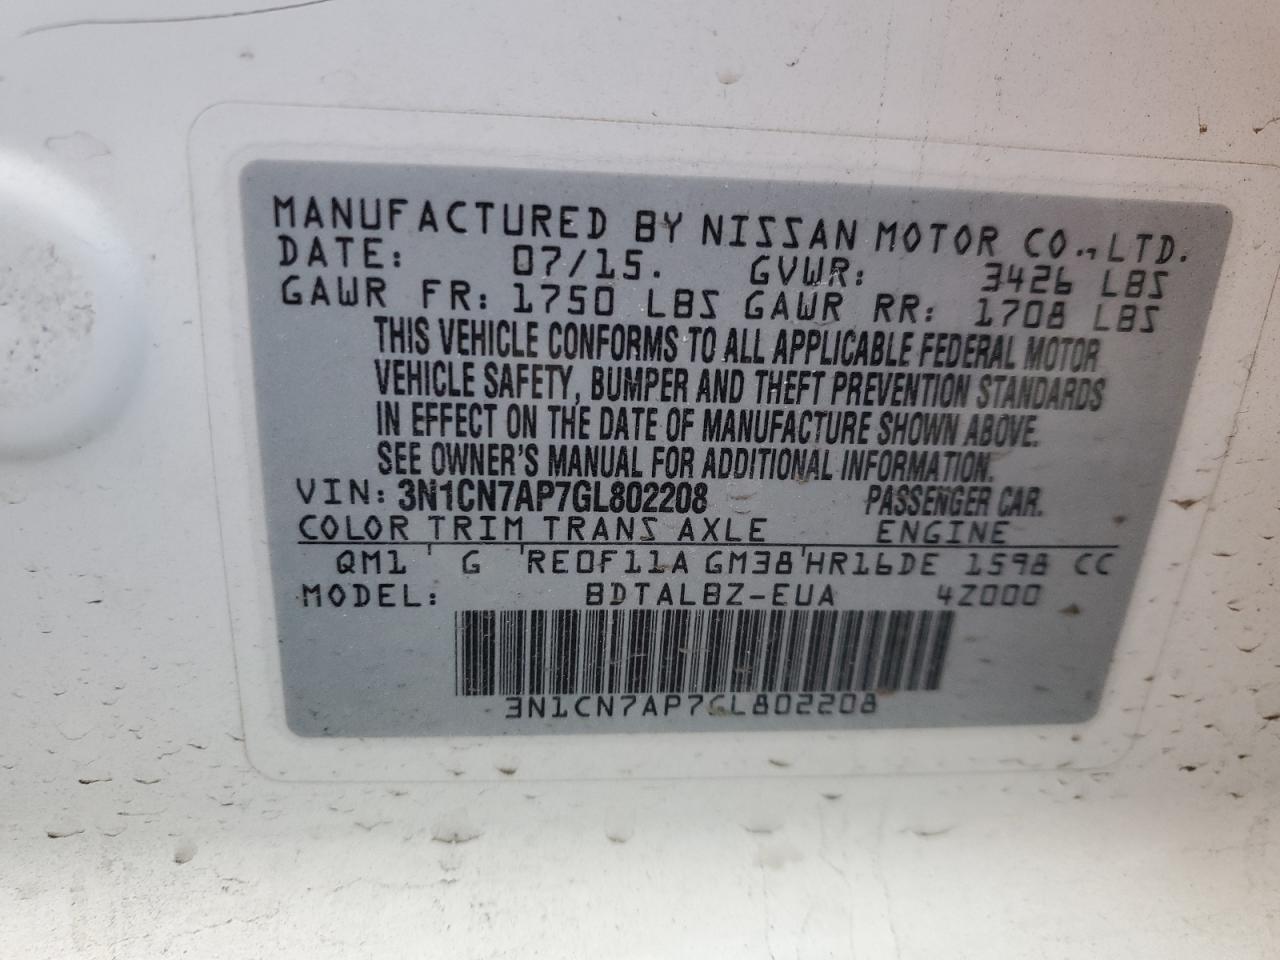 MANUFACTURED BY NISSAN MOTOR CO., LTD.
DATE: 07/15. GVWR: 3426 LBS
GAWR FR: 1750 LBS GAWR RR: 1708 LBS
THIS VEHICLE CONFORMS TO ALL APPLICABLE FEDERAL MOTOR
VEHICLE SAFETY, BUMPER AND THEFT PREVENTION STANDARDS
IN EFFECT ON THE DATE OF MANUFACTURE SHOWN ABOVE.
SEE OWNER'S MANUAL FOR ADDITIONAL INFORMATION.
VIN: 3N1CN7AP7GL802208 PASSENGER CAR.
COLOR TRIM TRANS AXLE ENGINE
QM1 ' G ' RE0F11A GM38 ' HR16DE 1598 CC
MODEL: BDTALBZ-EUA 4Z000
3N1CN7AP7GL802208